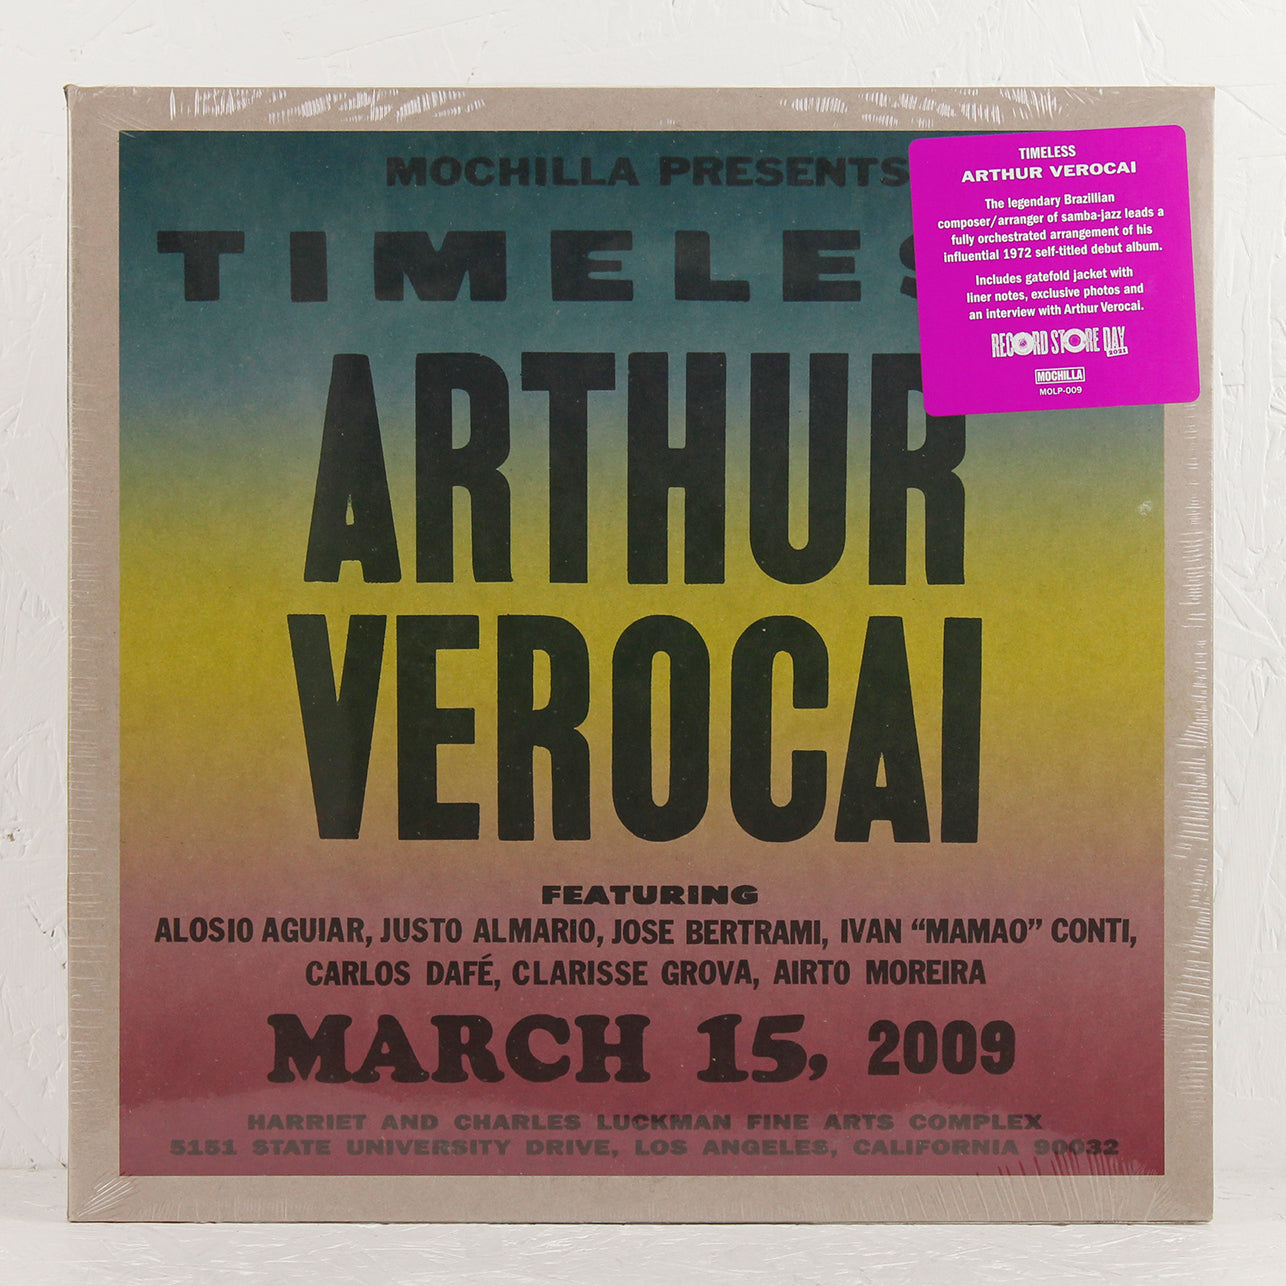 MOCHILLA PRESENTS
TIMELES
ARTHUR
VEROCAI
FEATURING
ALOSIO AGUIAR, JUSTO ALMARIO, JOSE BERTRAMI, IVAN “MAMAO” CONTI,
CARLOS DAFÉ, CLARISSE GROVA, AIRTO MOREIRA
MARCH 15, 2009
HARRIET AND CHARLES LUCKMAN FINE ARTS COMPLEX
5151 STATE UNIVERSITY DRIVE, LOS ANGELES, CALIFORNIA 90032
TIMELESS
ARTHUR VEROCAI
The legendary Brazillian
composer/arranger of samba-jazz leads a
fully orchestrated arrangement of his
influential 1972 self-titled debut album.
Includes gatefold jacket with
liner notes, exclusive photos and
an interview with Arthur Verocai.
RECORD STORE DAY
2021
MOCHILLA
MOLP-009